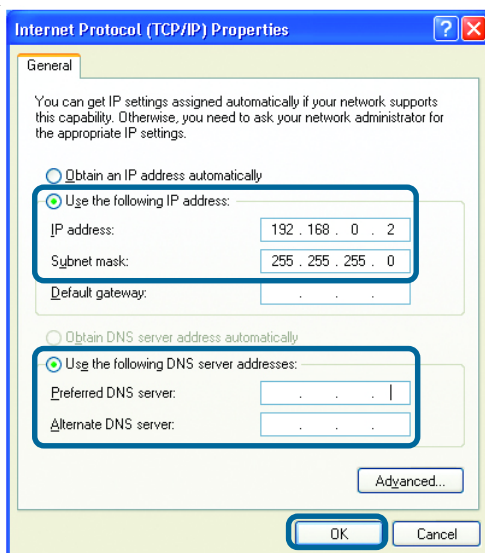 Internet Protocol (TCP/IP) Properties
General
You can get IP settings assigned automatically if your network supports
this capability. Otherwise, you need to ask your network administrator for
the appropriate IP settings.
Obtain an IP address automatically
Use the following IP address:
IP address: 192 . 168 . 0 . 2
Subnet mask: 255 . 255 . 255 . 0
Default gateway: . . .
Obtain DNS server address automatically
Use the following DNS server addresses:
Preferred DNS server: . . .
Alternate DNS server: . . .
Advanced...
OK Cancel